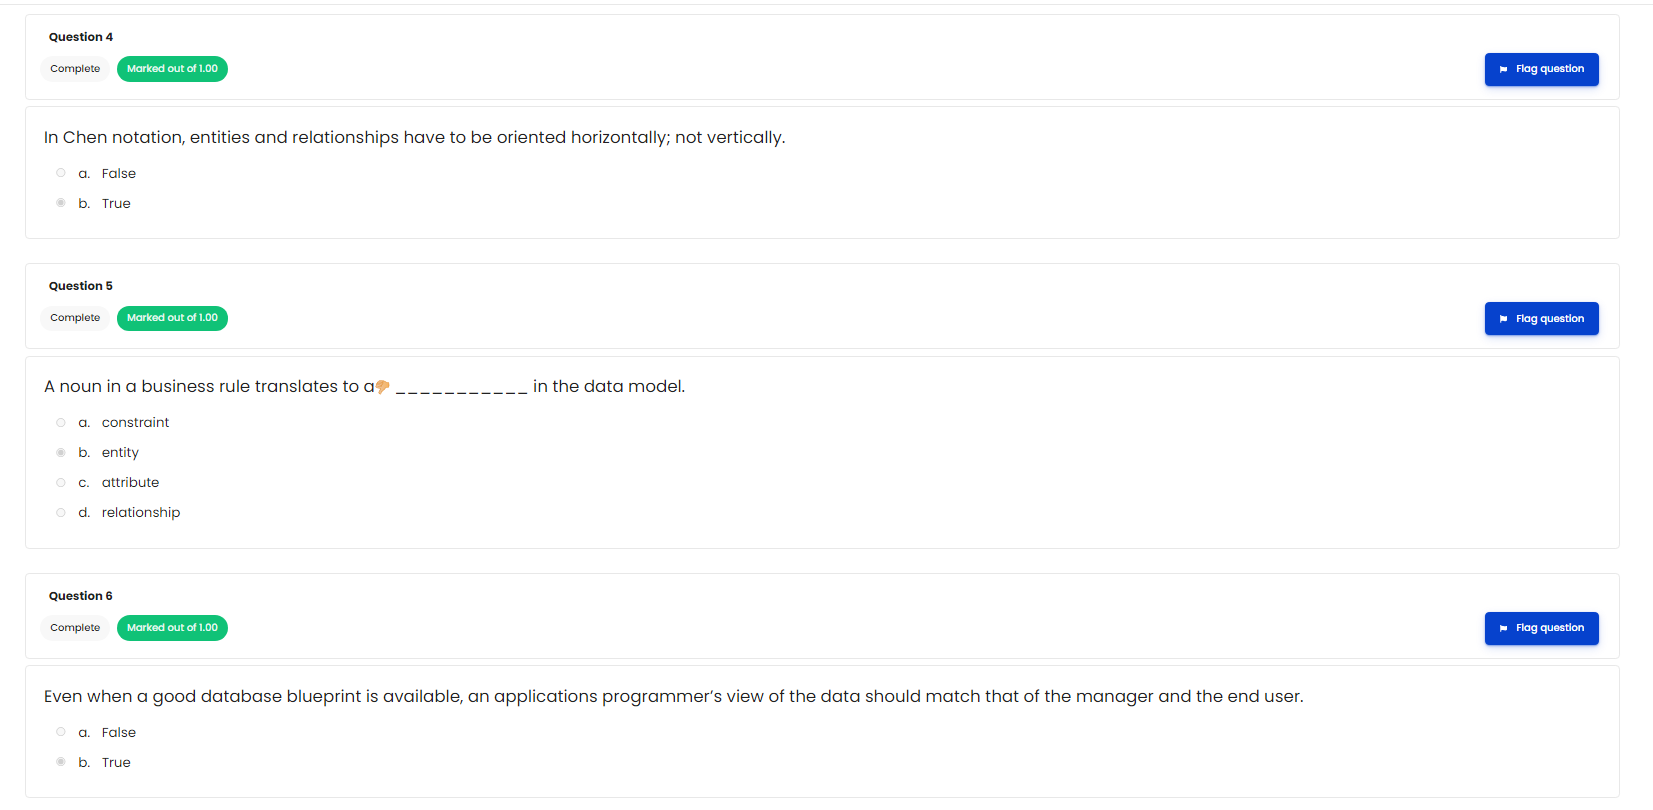 Question 4
Complete Marked out of 1.00
Flag question
In Chen notation, entities and relationships have to be oriented horizontally; not vertically.
a. False
b. True
Question 5
Complete Marked out of 1.00
Flag question
A noun in a business rule translates to a ___________ in the data model.
a. constraint
b. entity
c. attribute
d. relationship
Question 6
Complete Marked out of 1.00
Flag question
Even when a good database blueprint is available, an applications programmer’s view of the data should match that of the manager and the end user.
a. False
b. True